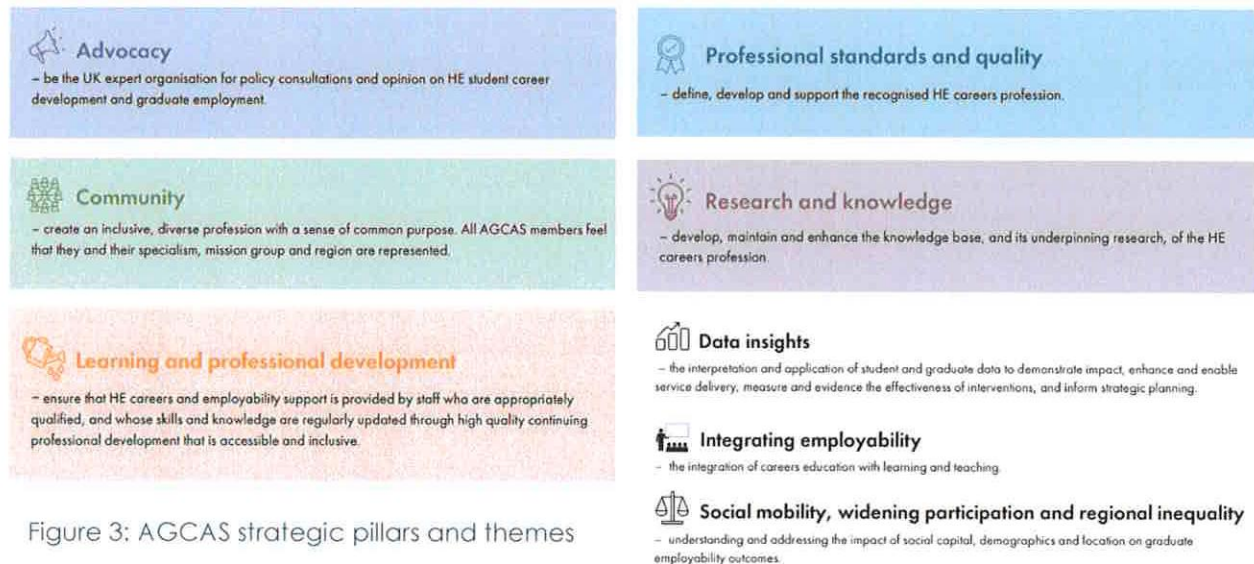 Advocacy
– be the UK expert organisation for policy consultations and opinion on HE student career
development and graduate employment.
Community
– create an inclusive, diverse profession with a sense of common purpose. All AGCAS members feel
that they and their specialism, mission group and region are represented.
Learning and professional development
– ensure that HE careers and employability support is provided by staff who are appropriately
qualified, and whose skills and knowledge are regularly updated through high quality continuing
professional development that is accessible and inclusive.
Figure 3: AGCAS strategic pillars and themes
Professional standards and quality
– define, develop and support the recognised HE careers profession.
Research and knowledge
– develop, maintain and enhance the knowledge base, and its underpinning research, of the HE
careers profession.
Data insights
– the interpretation and application of student and graduate data to demonstrate impact, enhance and enable
service delivery, measure and evidence the effectiveness of interventions, and inform strategic planning.
Integrating employability
– the integration of careers education with learning and teaching.
Social mobility, widening participation and regional inequality
– understanding and addressing the impact of social capital, demographics and location on graduate
employability outcomes.